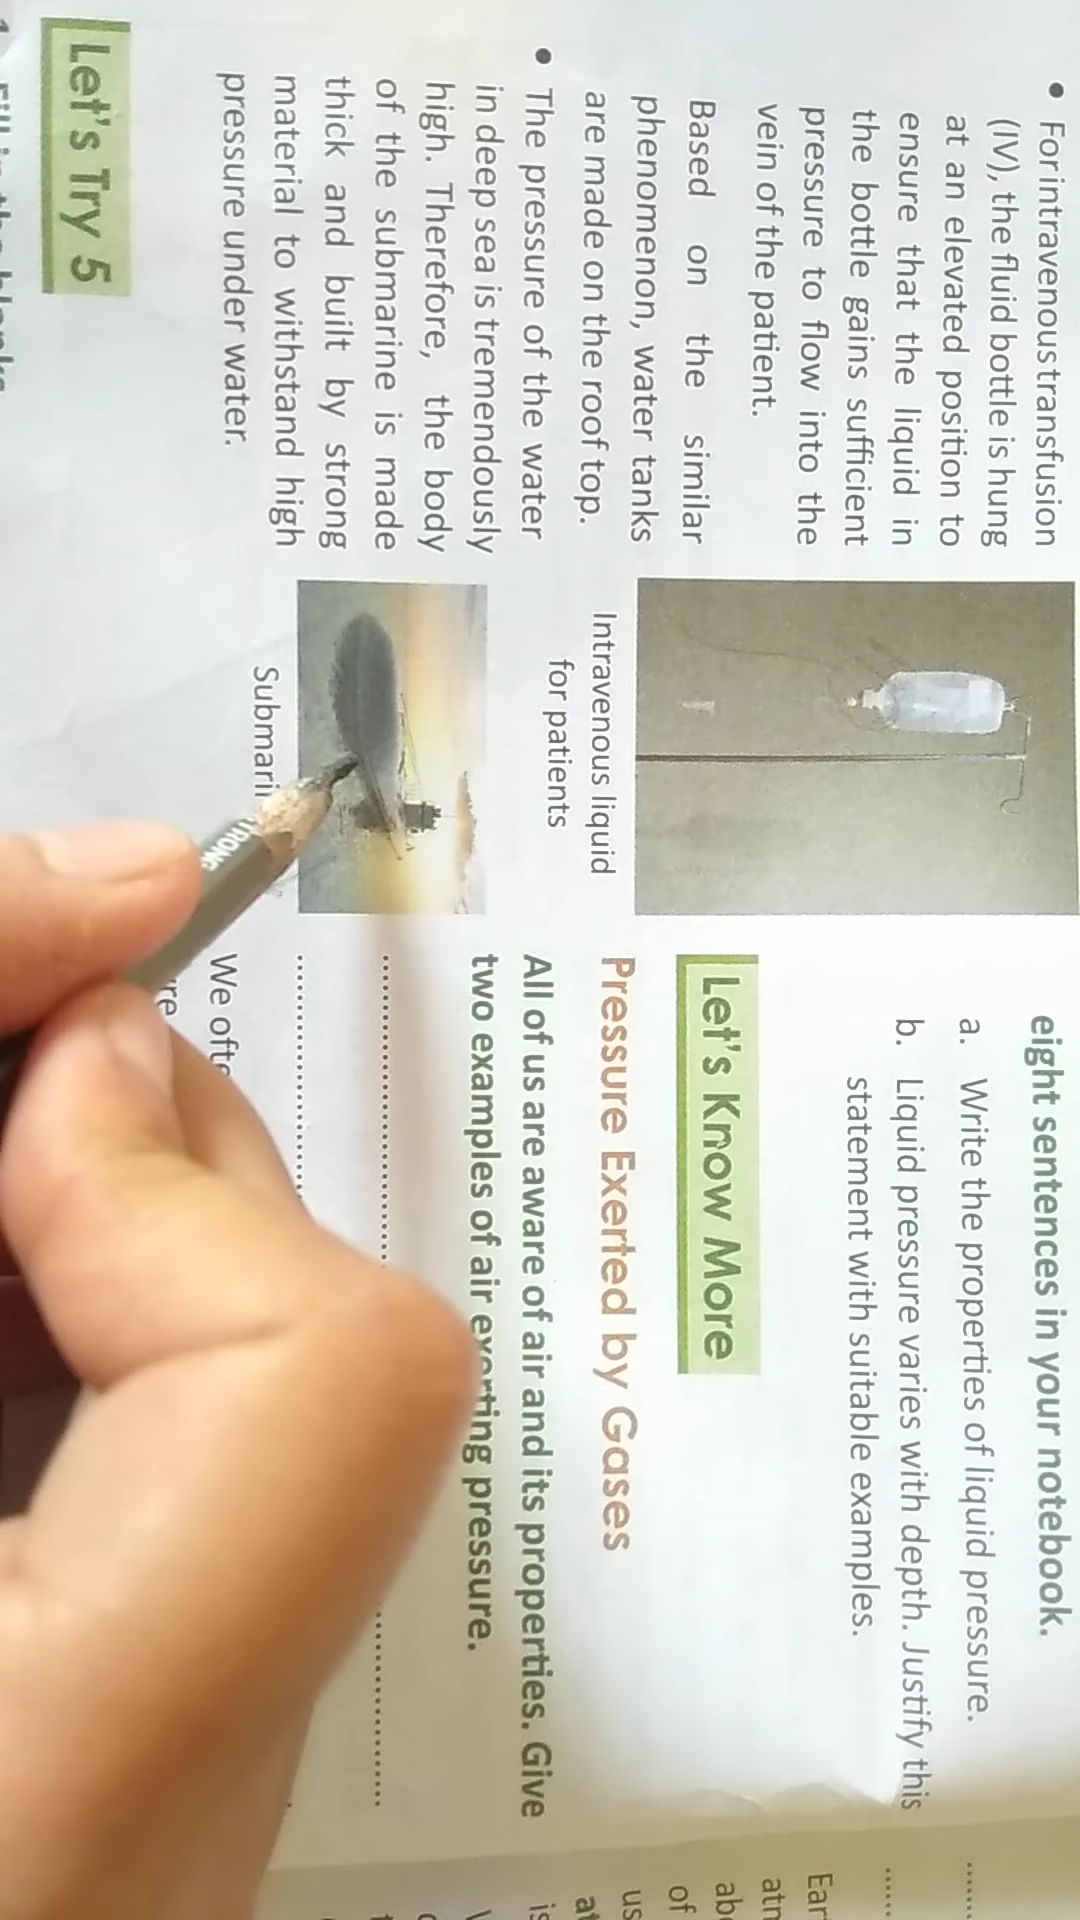 • For intravenous transfusion
(IV), the fluid bottle is hung
at an elevated position to
ensure that the liquid in
the bottle gains sufficient
pressure to flow into the
vein of the patient.
Based on the similar
phenomenon, water tanks
are made on the roof top.
• The pressure of the water
in deep sea is tremendously
high. Therefore, the body
of the submarine is made
thick and built by strong
material to withstand high
pressure under water.
Let's Try 5
Intravenous liquid
for patients
eight sentences in your notebook.
a. Write the properties of liquid pressure.
b. Liquid pressure varies with depth. Justify this
statement with suitable examples.
Let's Know More
Pressure Exerted by Gases
All of us are aware of air and its properties. Give
two examples of air exerting pressure.
We
of
us